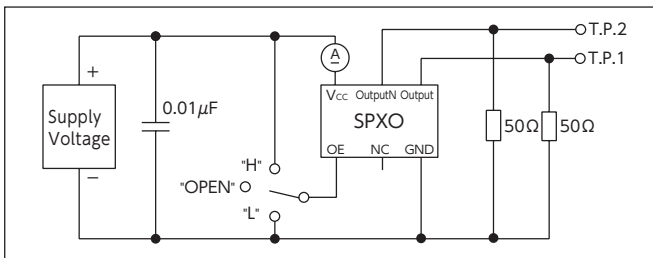 T.P.2
T.P.1
+
A
VCC OutputN Output
SPXO
OE NC GND
Supply
Voltage
0.01μF
50Ω 50Ω
"H"
"OPEN"
"L"
−